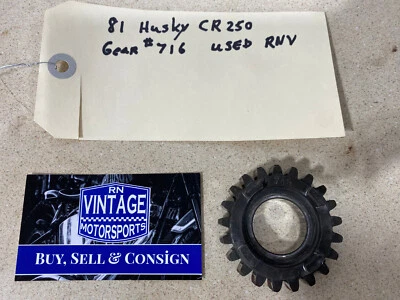 81 Husky CR250
Gear #716 USED RNV
RN
VINTAGE
MOTORSPORTS
BUY, SELL & CONSIGN